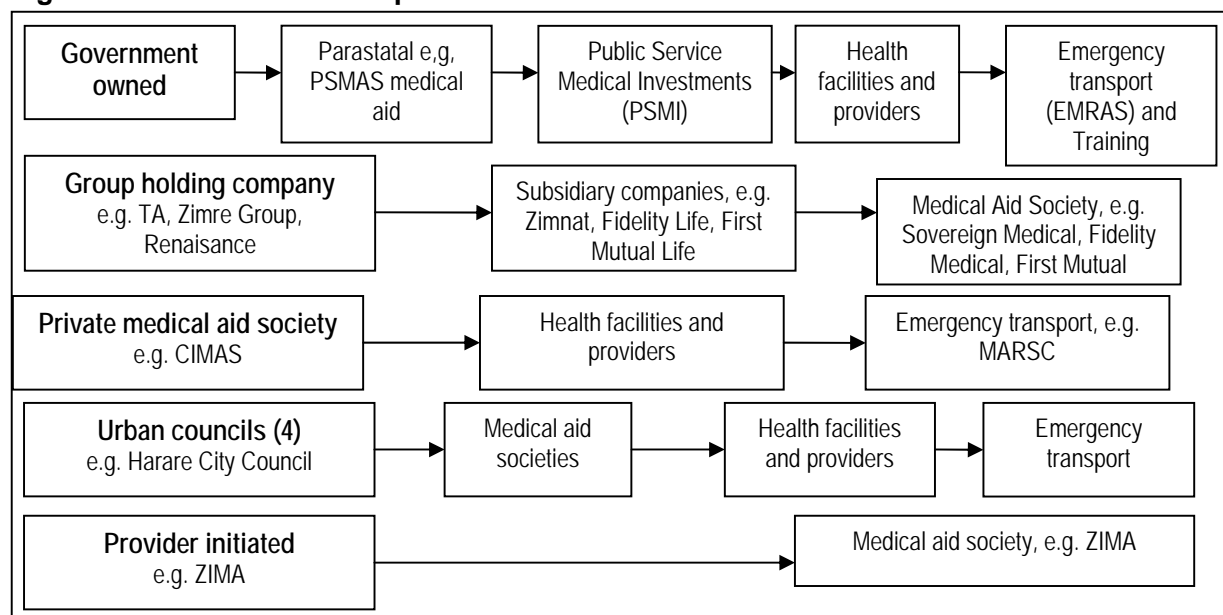 Government
owned
Parastatal e,g,
PSMAS medical
aid
Public Service
Medical Investments
(PSMI)
Health
facilities and
providers
Emergency
transport
(EMRAS) and
Training
Group holding company
e.g. TA, Zimre Group,
Renaisance
Subsidiary companies, e.g.
Zimnat, Fidelity Life, First
Mutual Life
Medical Aid Society, e.g.
Sovereign Medical, Fidelity
Medical, First Mutual
Private medical aid society
e.g. CIMAS
Health facilities and
providers
Emergency transport, e.g.
MARSC
Urban councils (4)
e.g. Harare City Council
Medical aid
societies
Health facilities
and providers
Emergency
transport
Provider initiated
e.g. ZIMA
Medical aid society, e.g. ZIMA